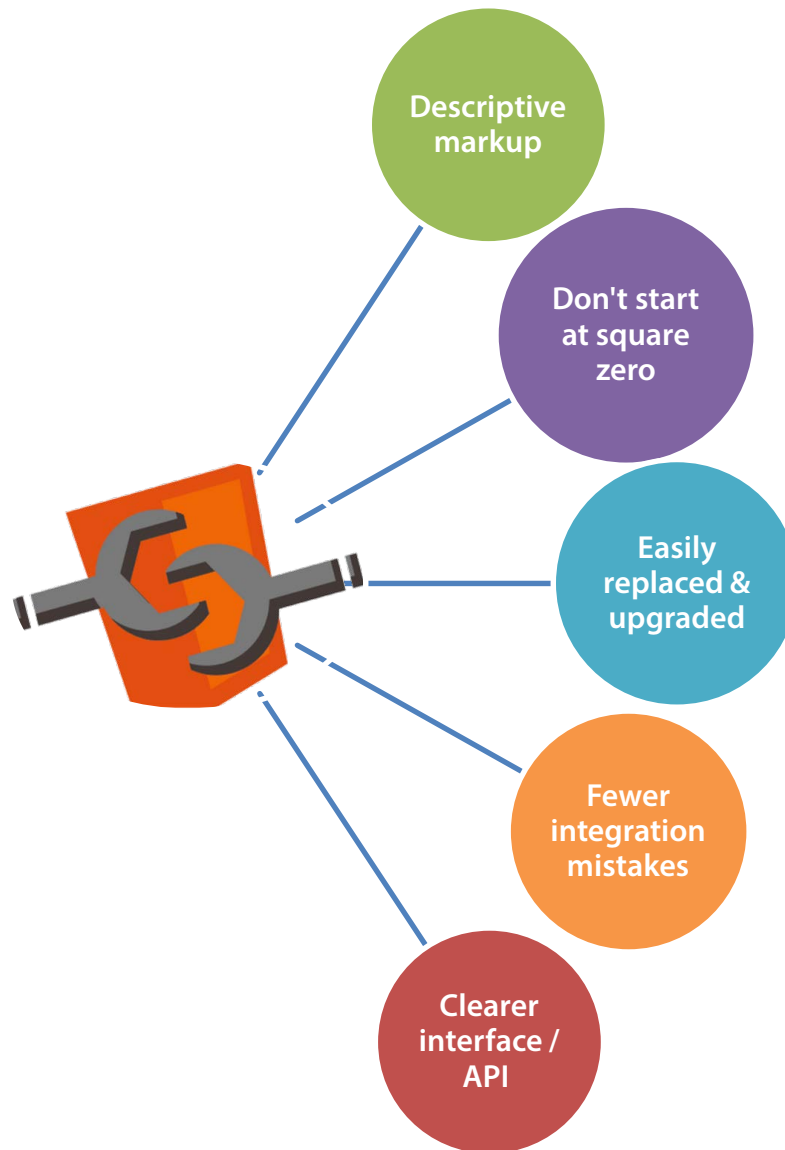 Descriptive
markup
Don't start
at square
zero
Easily
replaced &
upgraded
Fewer
integration
mistakes
Clearer
interface /
API